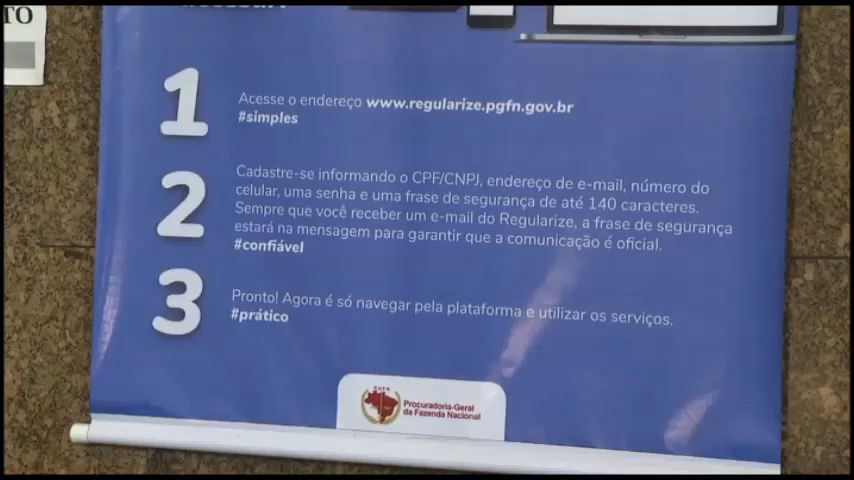 TO
1
Acesse o endereço www.regularize.pgfn.gov.br
#simples
2
Cadastre-se informando o CPF/CNPJ, endereço de e-mail, número do
celular, uma senha e uma frase de segurança de até 140 caracteres.
Sempre que você receber um e-mail do Regularize, a frase de segurança
estará na mensagem para garantir que a comunicação é oficial.
#confiável
3
Pronto! Agora é só navegar pela plataforma e utilizar os serviços.
#prático
Procuradoria-Geral
da Fazenda Nacional